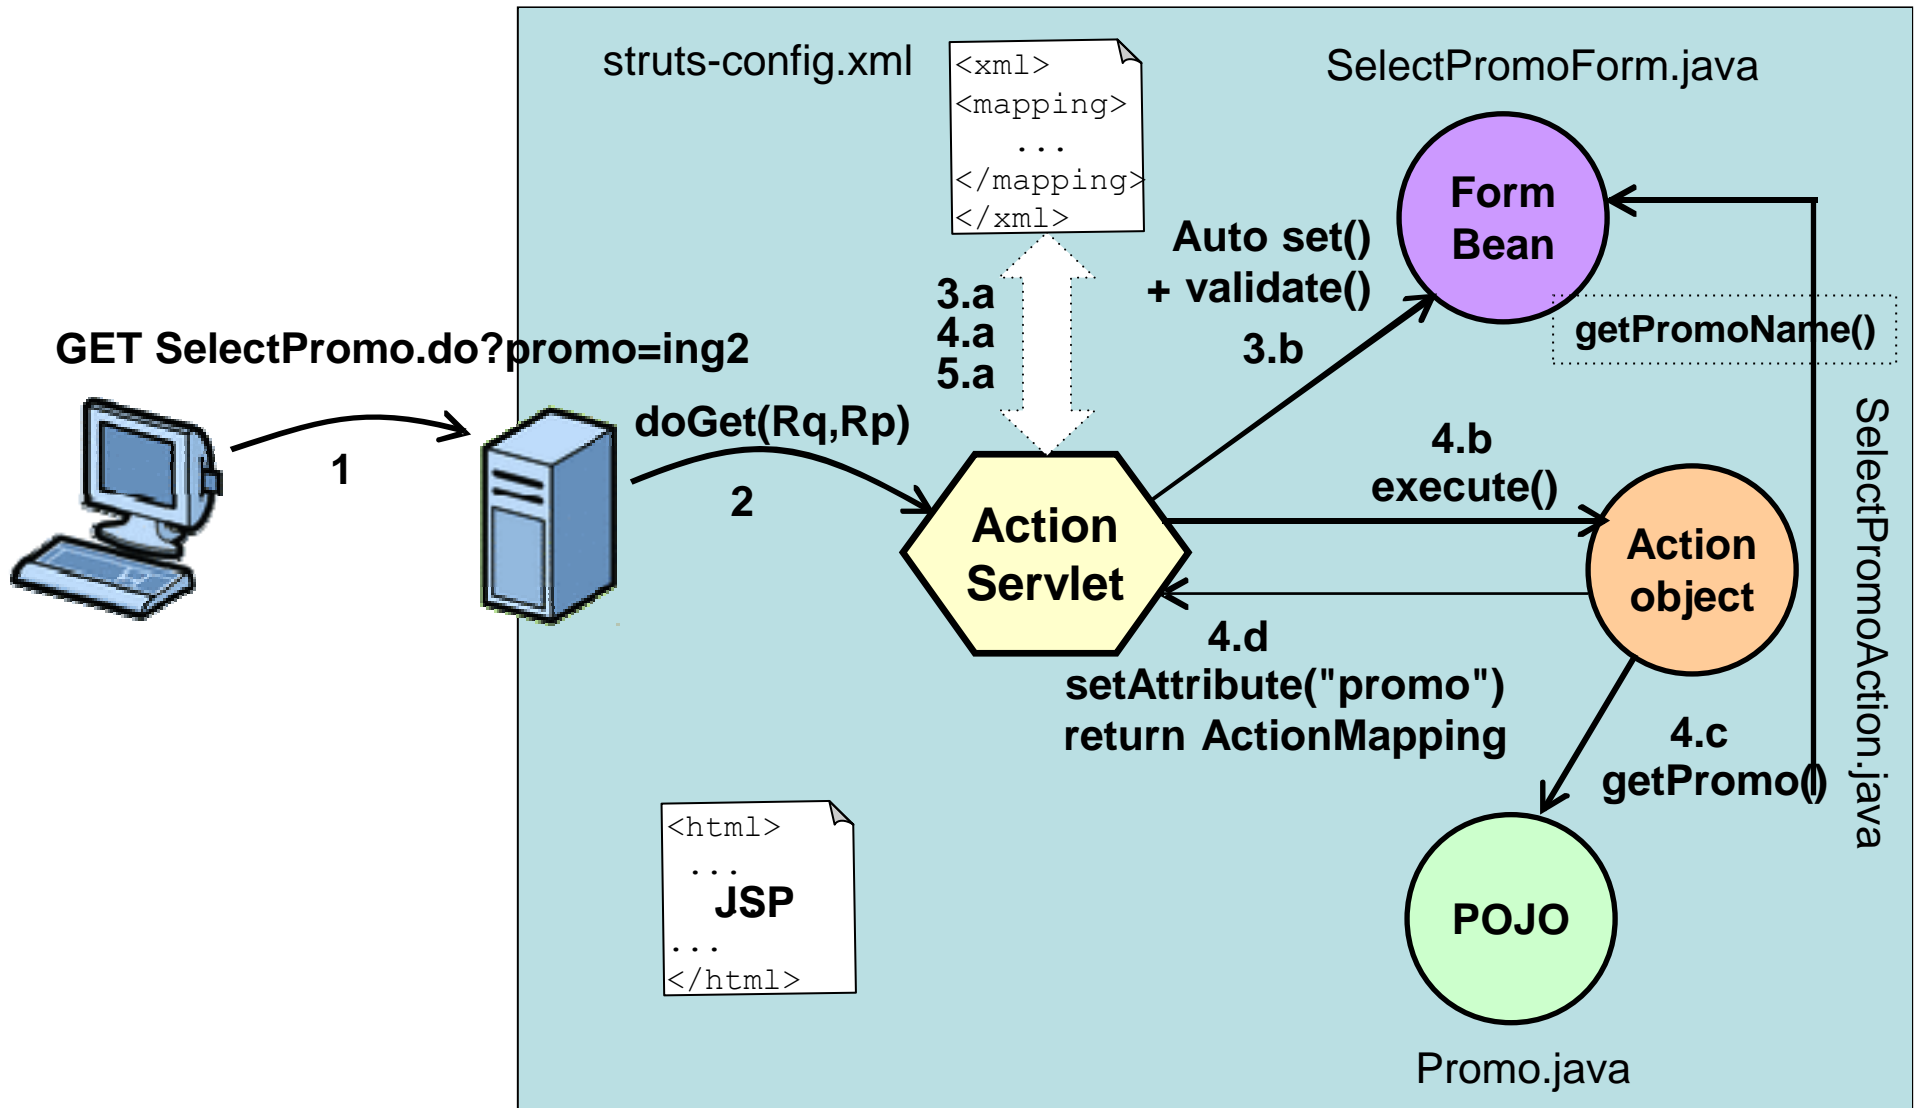 struts-config.xml
<xml>
<mapping>
...
</mapping>
</xml>
SelectPromoForm.java
Form
Bean
Auto set()
+ validate()
3.a
4.a
5.a
3.b
getPromoName()
GET SelectPromo.do?promo=ing2
1
doGet(Rq,Rp)
2
Action
Servlet
4.b
execute()
Action
object
SelectPromoAction.java
4.d
setAttribute("promo")
return ActionMapping
4.c
getPromo()
<html>
...
JSP
...
</html>
POJO
Promo.java